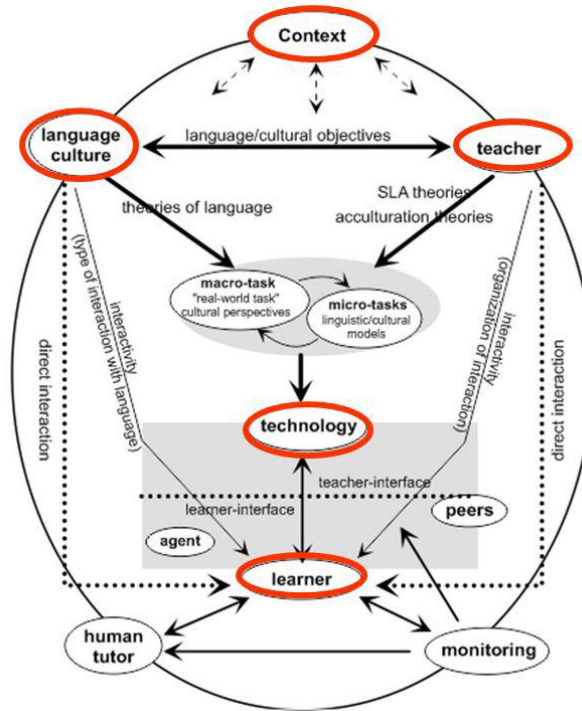 Context
language
culture
language/cultural objectives
teacher
theories of language
SLA theories
acculturation theories
macro-task
"real-world task"
cultural perspectives
micro-tasks
linguistic/cultural
models
direct interaction
interactivity
(type of interaction with language)
interactivity
(organization of interaction)
direct interaction
technology
teacher-interface
learner-interface
peers
agent
learner
human
tutor
monitoring